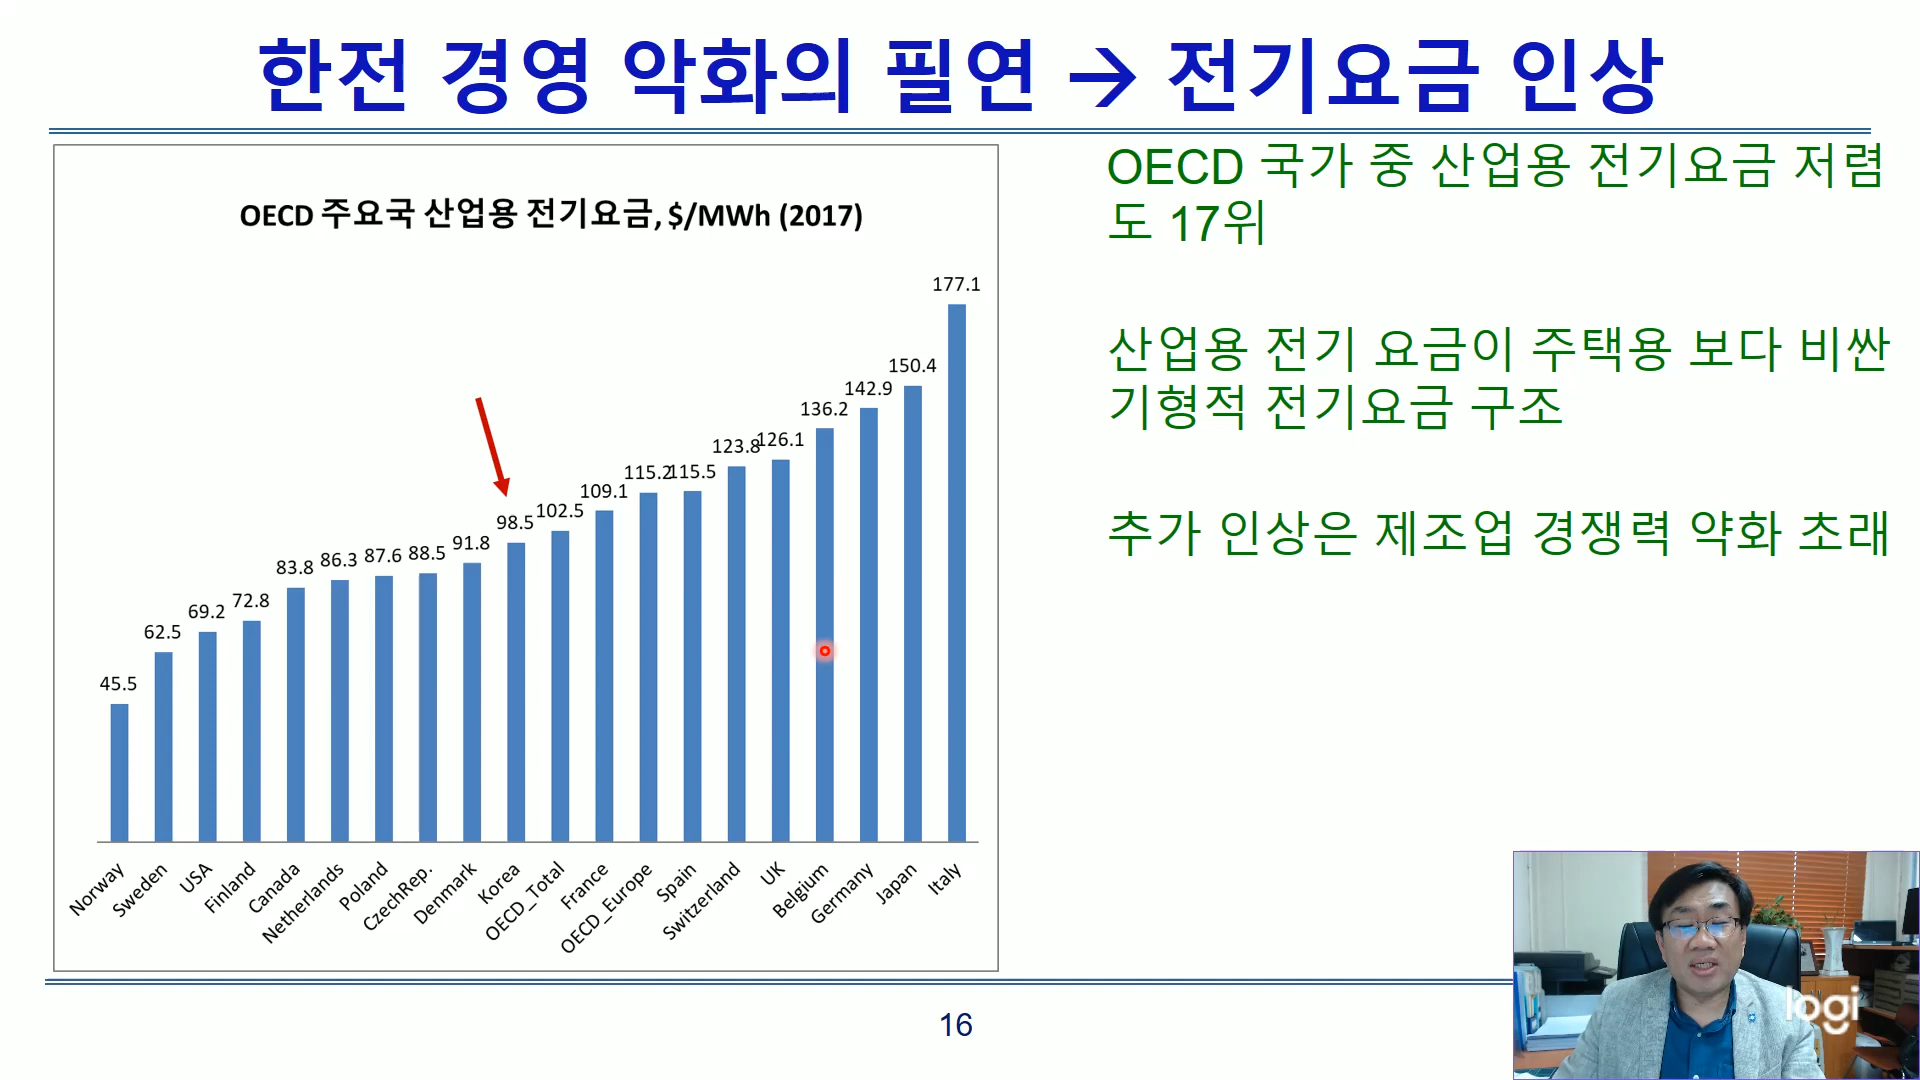 한전 경영 악화의 필연 → 전기요금 인상
OECD 주요국 산업용 전기요금, $/MWh (2017)
45.5
62.5
69.2
72.8
83.8
86.3
87.6
88.5
91.8
98.5
102.5
109.1
115.2
115.5
123.8
126.1
136.2
142.9
150.4
177.1
Norway
Sweden
USA
Finland
Canada
Netherlands
Poland
CzechRep.
Denmark
Korea
OECD_Total
France
OECD_Europe
Spain
Switzerland
UK
Belgium
Germany
Japan
Italy
OECD 국가 중 산업용 전기요금 저렴
도 17위
산업용 전기 요금이 주택용 보다 비싼
기형적 전기요금 구조
추가 인상은 제조업 경쟁력 약화 초래
16
logi